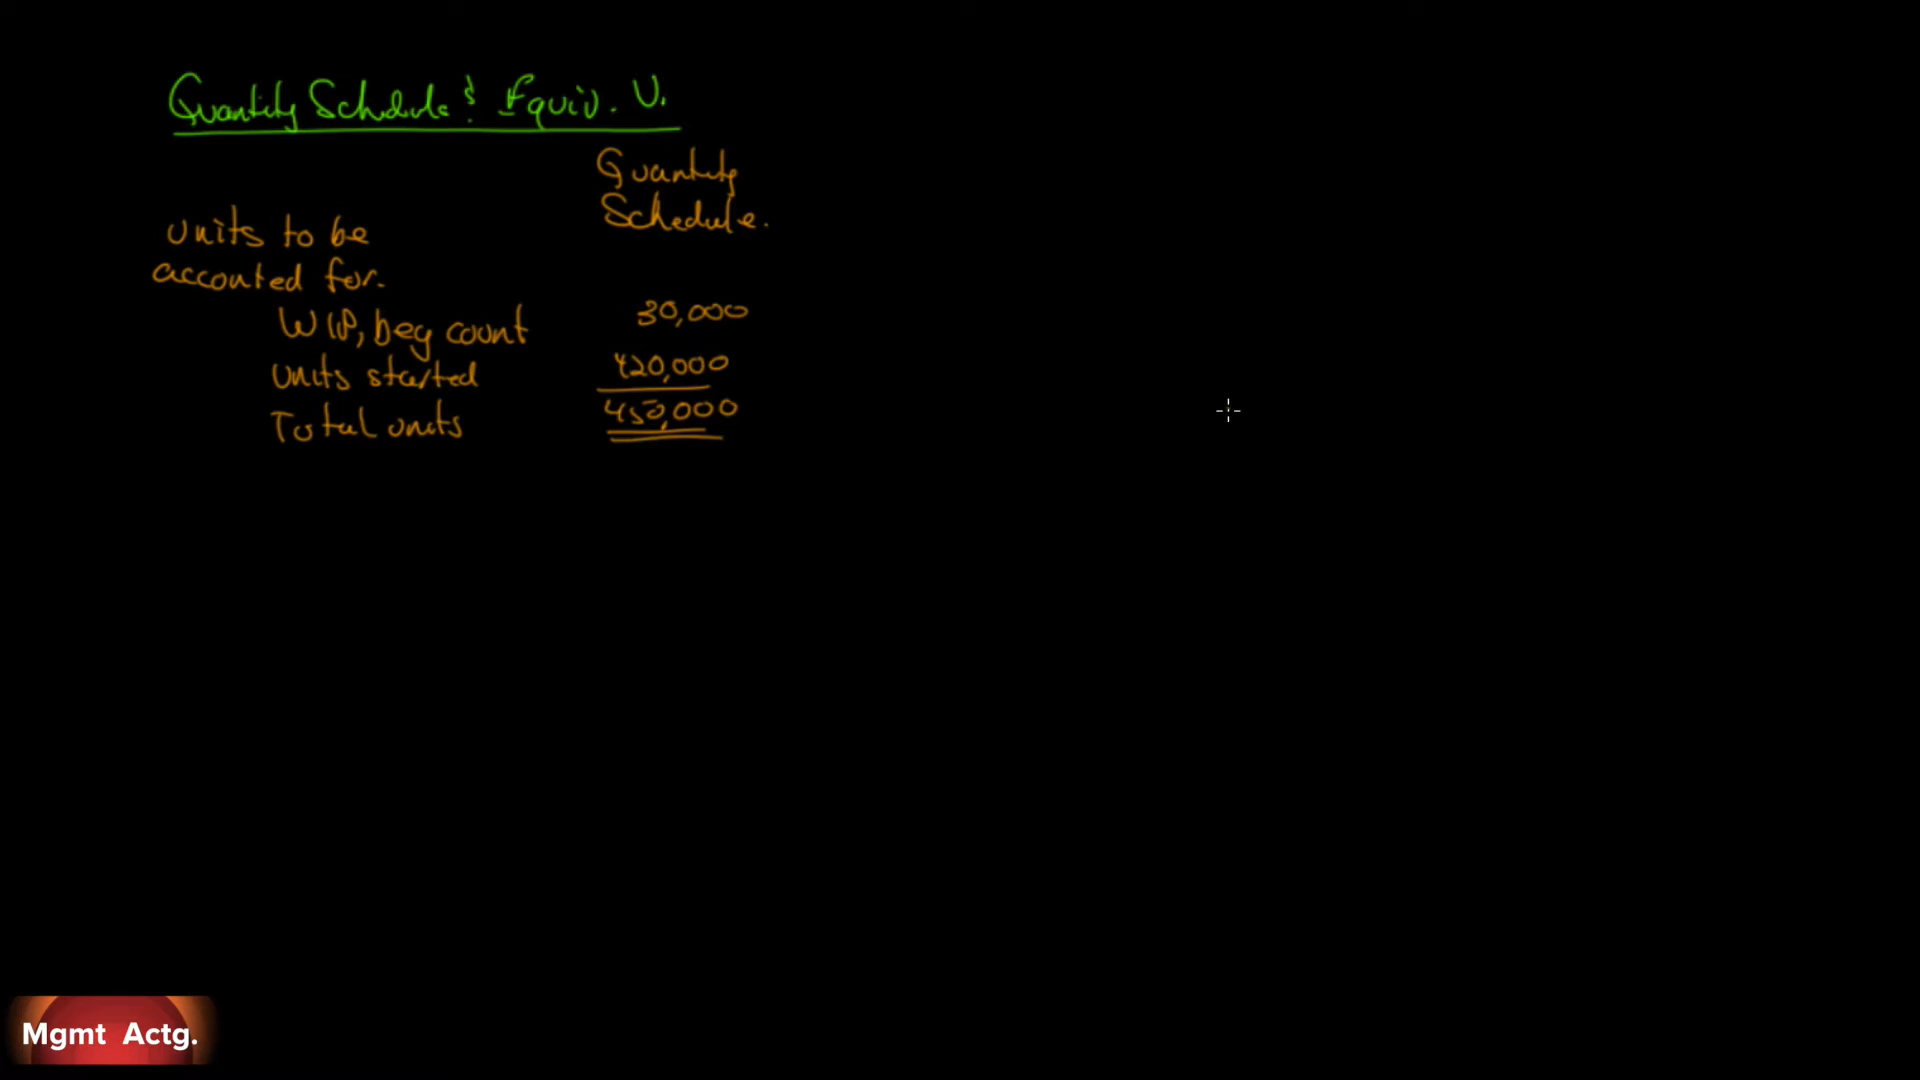 Quantity Schedule & Equiv. U.
Quantity
Schedule.
units to be
accounted for.
WIP, beg count 30,000
units started 420,000
Total units 450,000
Mgmt Actg.